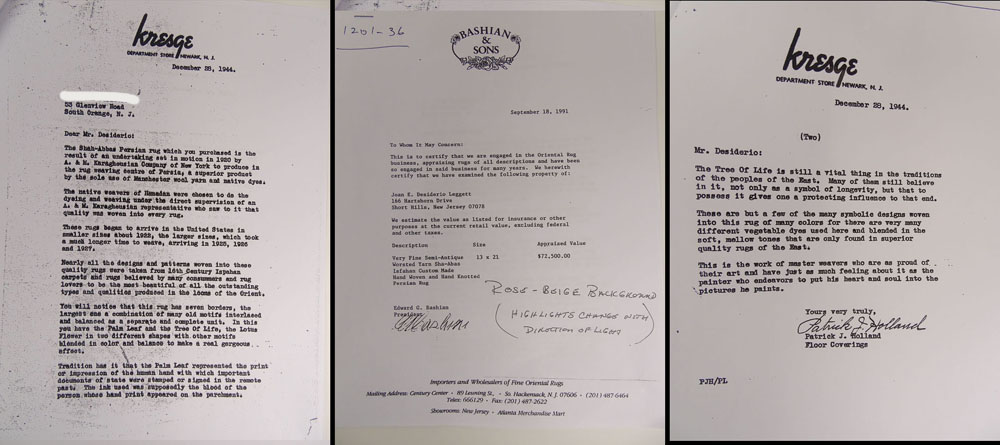 kresge
DEPARTMENT STORE NEWARK, N. J.
December 28, 1944.
53 Glenview Road
South Orange, N. J.
Dear Mr. Desiderio:
The Shah-Abbas Persian rug which you purchased is the
result of an undertaking set in motion in 1920 by
A. & M. Karagheusian Company of New York to produce in
the rug weaving centre of Persia, a superior product
by the sole use of Manchester wool yarn and native dyes.
The native weavers of Hamadan were chosen to do the
dyeing and weaving under the direct supervision of an
A. & M. Karagheusian representative who saw to it that
quality was woven into every rug.
These rugs began to arrive in the United States in
smaller sizes about 1922, the larger sizes, which took
a much longer time to weave, arriving in 1925, 1926
and 1927.
Nearly all the designs and patterns woven into these
quality rugs were taken from 16th Century Ispahan
carpets and rugs believed by many consumers and rug
lovers to be the most beautiful of all the outstanding
types and qualities produced in the looms of the Orient.
You will notice that this rug has seven borders, the
largest one a combination of many old motifs interlaced
and balanced as a separate and complete unit. In this
you have the Palm Leaf and the Tree of Life, the Lotus
Flower in two different shapes with other motifs
blended in color and balance to make a real gorgeous
effect.
Tradition has it that the Palm Leaf represented the print
or impression of the human hand with which important
documents of state were stamped or signed in the remote
past. The ink used was supposedly the blood of the
person whose hand print appeared on the parchment.
1201-36
BASHIAN
&
SONS
September 18, 1991
To Whom It May Concern:
This is to certify that we are engaged in the Oriental Rug
business, appraising rugs of all descriptions and have been
so engaged in said business for many years. We herewith
certify that we have examined the following property of:
Joan K. Desiderio Leggett
166 Hartshorn Drive
Short Hills, New Jersey 07078
We estimate the value as listed for insurance or other
purposes at the current retail value, excluding federal
and other taxes.
Description Size Appraised Value
Very Fine Semi-Antique 13 x 21 $72,500.00
Worsted Yarn Sha-Abas
Isfahan Custom Made
Hand Woven and Hand Knotted
Persian Rug
ROSE-BEIGE BACKGROUND
(HIGHLIGHTS CHANGE WITH
DIRECTION OF LIGHT)
Edward G. Bashian
President
Importers and Wholesalers of Fine Oriental Rugs
Mailing Address: Century Center • 89 Leuning St., • So. Hackensack, N. J. 07606 • (201) 487-6464
Telex: 666129 • Fax: (201) 487-2622
Showrooms: New Jersey • Atlanta Merchandise Mart
kresge
DEPARTMENT STORE NEWARK, N. J.
December 28, 1944.
(Two)
Mr. Desiderio:
The Tree Of Life is still a vital thing in the traditions
of the peoples of the East. Many of them still believe
in it, not only as a symbol of longevity, but that to
possess it gives one a protecting influence to that end.
These are but a few of the many symbolic designs woven
into this rug of many colors for there are very many
different vegetable dyes used here and blended in the
soft, mellow tones that are only found in superior
quality rugs of the East.
This is the work of master weavers who are as proud of
their art and have just as much feeling about it as the
painter who endeavors to put his heart and soul into the
pictures he paints.
Yours very truly,
Patrick J. Holland
Patrick J. Holland
Floor Coverings
PJH/PL